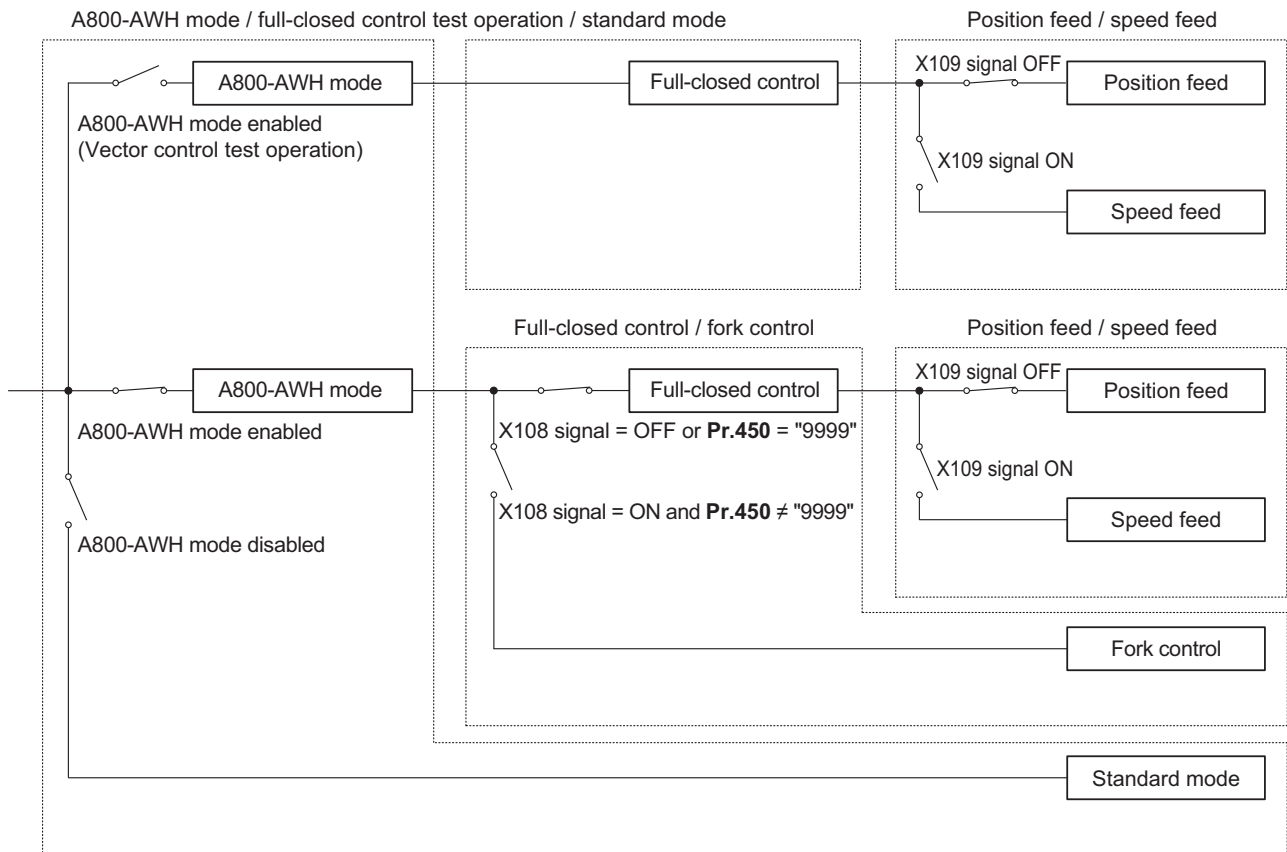 A800-AWH mode / full-closed control test operation / standard mode
Position feed / speed feed
A800-AWH mode
Full-closed control
X109 signal OFF
Position feed
A800-AWH mode enabled
(Vector control test operation)
X109 signal ON
Speed feed
Full-closed control / fork control
Position feed / speed feed
A800-AWH mode
Full-closed control
X109 signal OFF
Position feed
A800-AWH mode enabled
X108 signal = OFF or Pr.450 = "9999"
X109 signal ON
X108 signal = ON and Pr.450 ≠ "9999"
Speed feed
A800-AWH mode disabled
Fork control
Standard mode